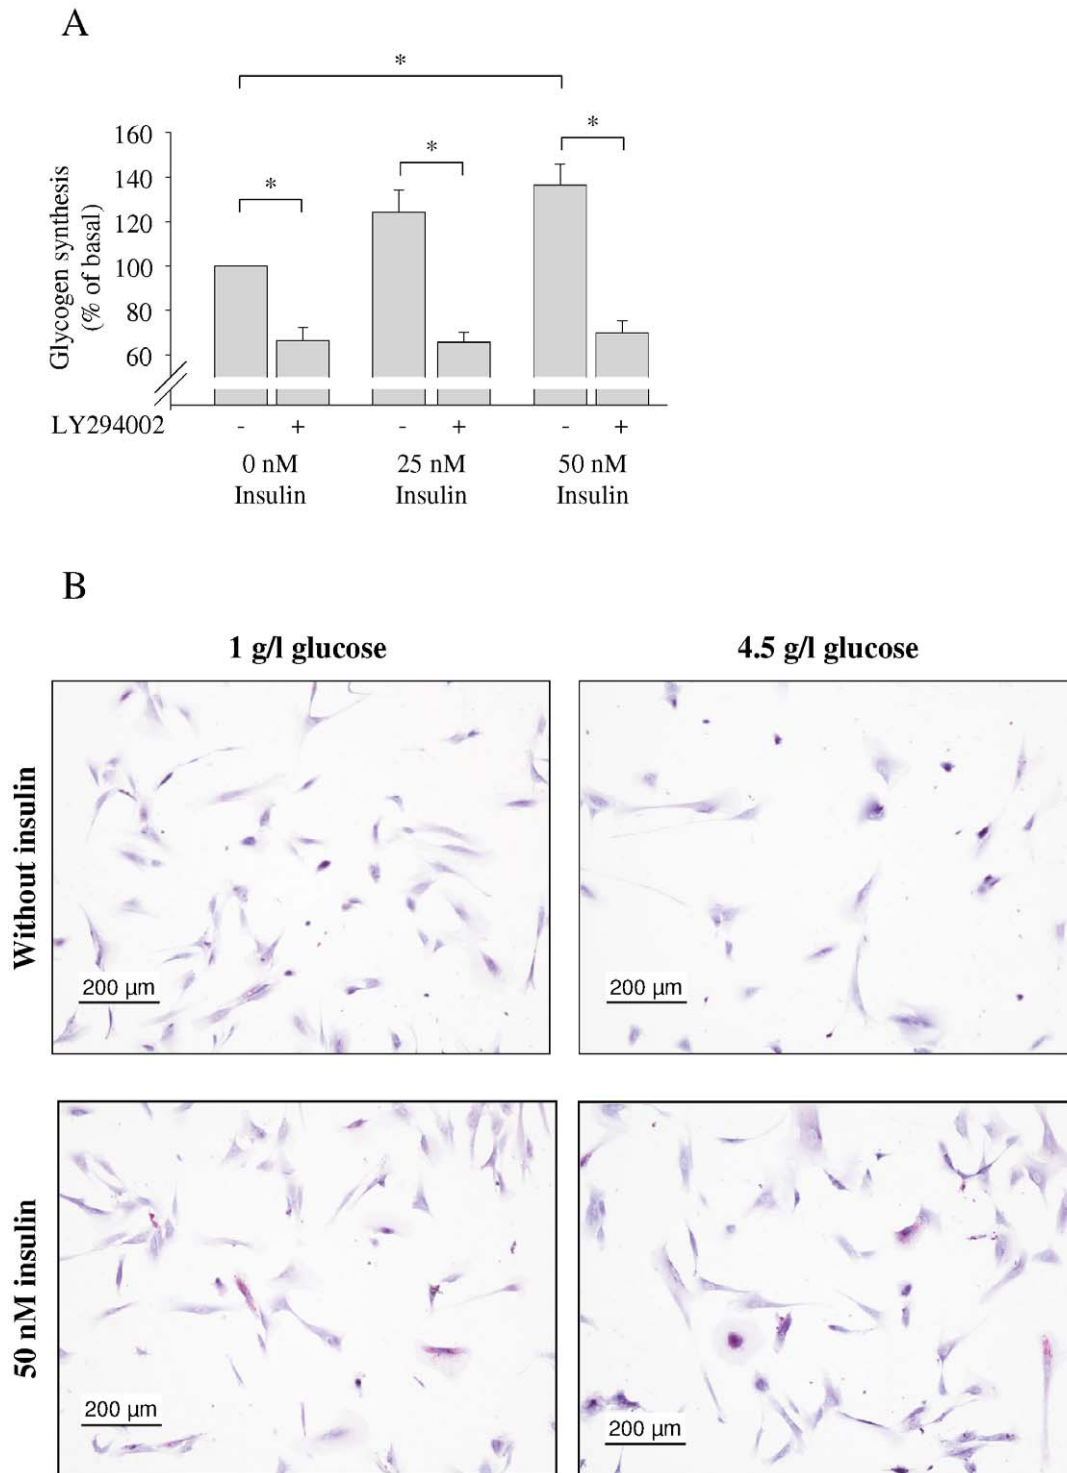 A
*
*
*
*
160
140
120
100
80
60
Glycogen synthesis
(% of basal)
LY294002 - + - + - +
0 nM 25 nM 50 nM
Insulin Insulin Insulin
B
1 g/l glucose 4.5 g/l glucose
Without insulin
200 µm 200 µm
50 nM insulin
200 µm 200 µm